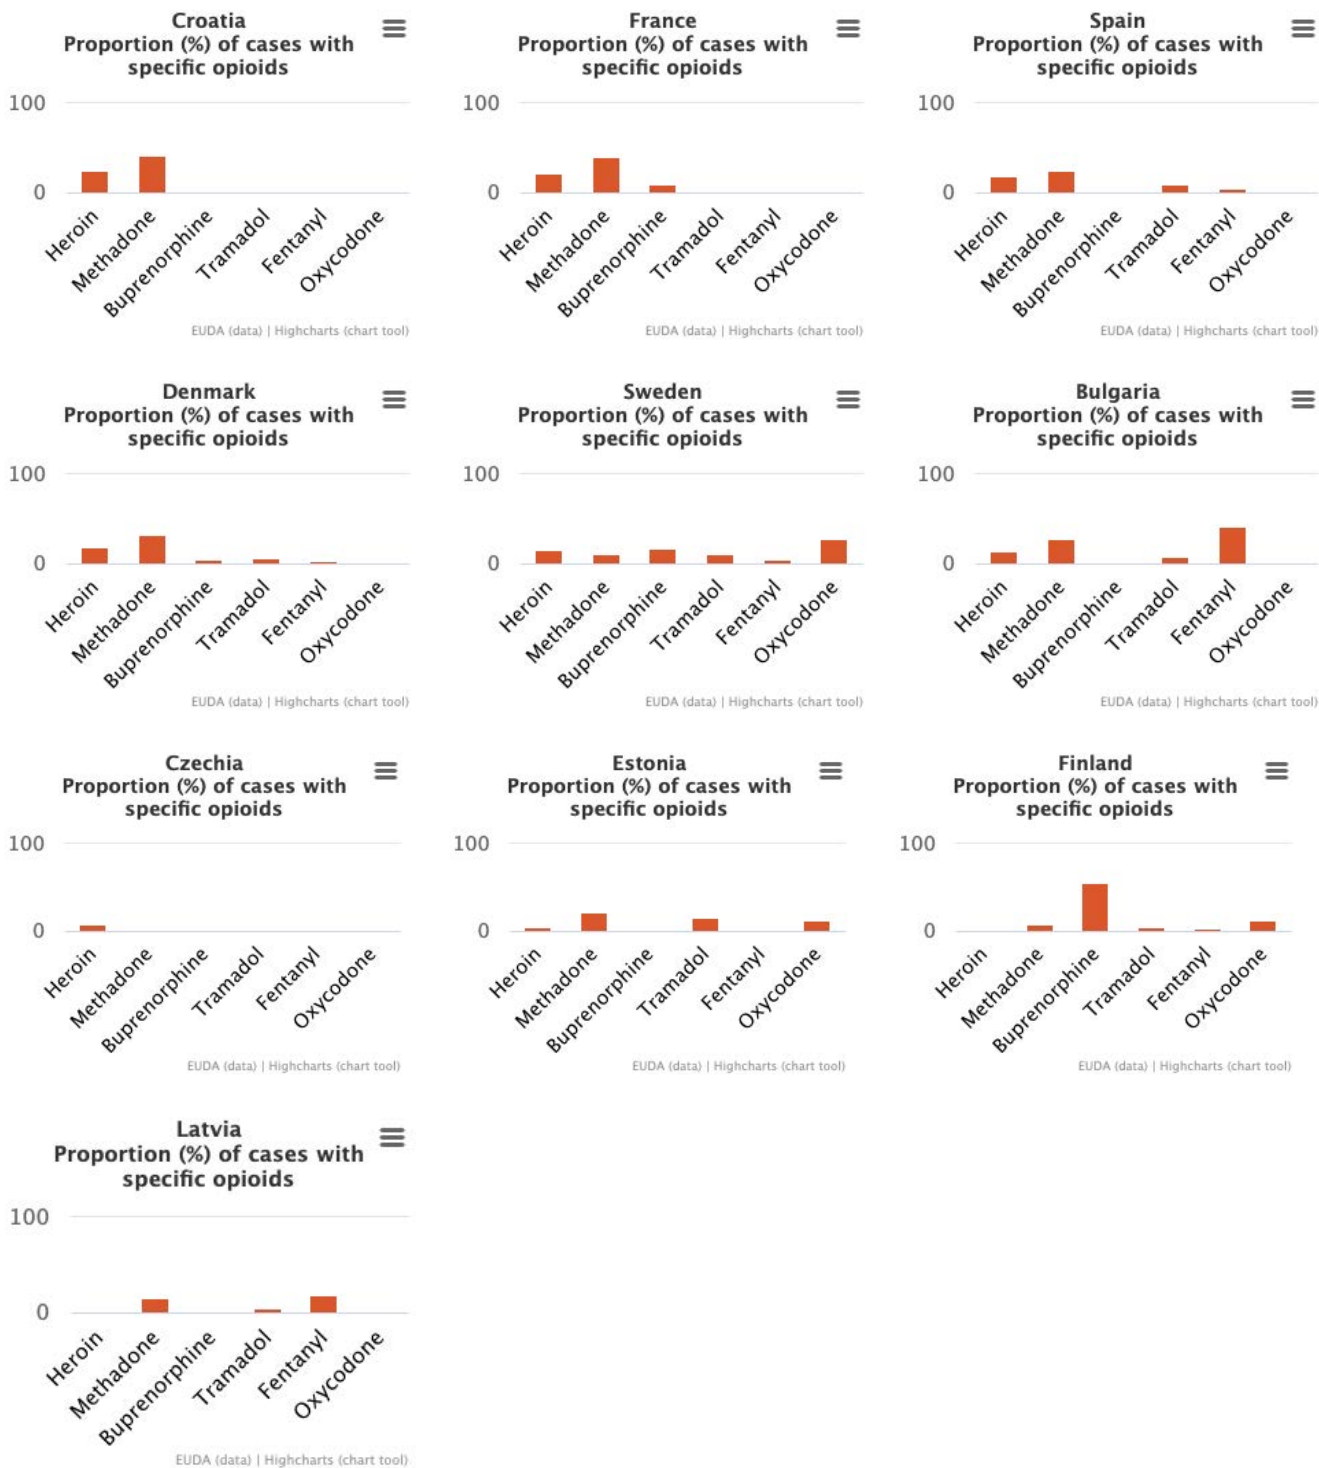 Croatia
Proportion (%) of cases with
specific opioids
100
0
Heroin
Methadone
Buprenorphine
Tramadol
Fentanyl
Oxycodone
EUDA (data) | Highcharts (chart tool)
France
Proportion (%) of cases with
specific opioids
100
0
Heroin
Methadone
Buprenorphine
Tramadol
Fentanyl
Oxycodone
EUDA (data) | Highcharts (chart tool)
Spain
Proportion (%) of cases with
specific opioids
100
0
Heroin
Methadone
Buprenorphine
Tramadol
Fentanyl
Oxycodone
EUDA (data) | Highcharts (chart tool)
Denmark
Proportion (%) of cases with
specific opioids
100
0
Heroin
Methadone
Buprenorphine
Tramadol
Fentanyl
Oxycodone
EUDA (data) | Highcharts (chart tool)
Sweden
Proportion (%) of cases with
specific opioids
100
0
Heroin
Methadone
Buprenorphine
Tramadol
Fentanyl
Oxycodone
EUDA (data) | Highcharts (chart tool)
Bulgaria
Proportion (%) of cases with
specific opioids
100
0
Heroin
Methadone
Buprenorphine
Tramadol
Fentanyl
Oxycodone
EUDA (data) | Highcharts (chart tool)
Czechia
Proportion (%) of cases with
specific opioids
100
0
Heroin
Methadone
Buprenorphine
Tramadol
Fentanyl
Oxycodone
EUDA (data) | Highcharts (chart tool)
Estonia
Proportion (%) of cases with
specific opioids
100
0
Heroin
Methadone
Buprenorphine
Tramadol
Fentanyl
Oxycodone
EUDA (data) | Highcharts (chart tool)
Finland
Proportion (%) of cases with
specific opioids
100
0
Heroin
Methadone
Buprenorphine
Tramadol
Fentanyl
Oxycodone
EUDA (data) | Highcharts (chart tool)
Latvia
Proportion (%) of cases with
specific opioids
100
0
Heroin
Methadone
Buprenorphine
Tramadol
Fentanyl
Oxycodone
EUDA (data) | Highcharts (chart tool)